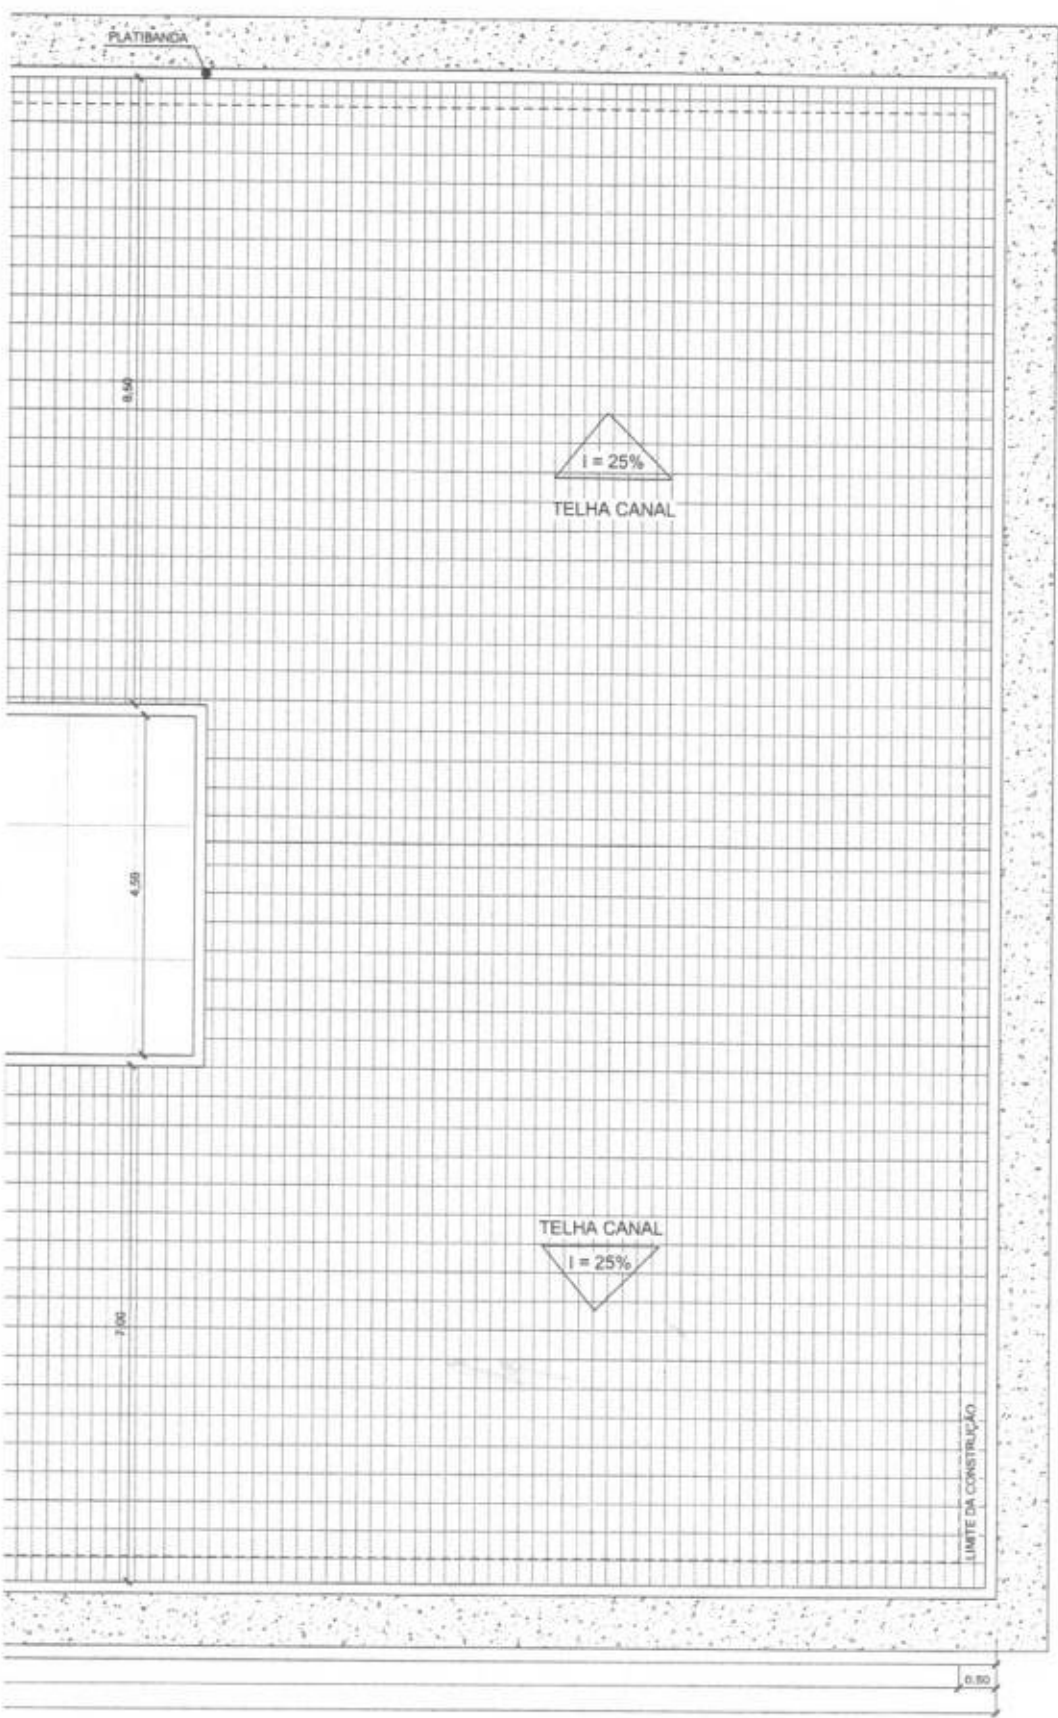 PLATIBANDA
8,50
I = 25%
TELHA CANAL
4,50
TELHA CANAL
I = 25%
7,00
LIMITE DA CONSTRUÇÃO
0,50